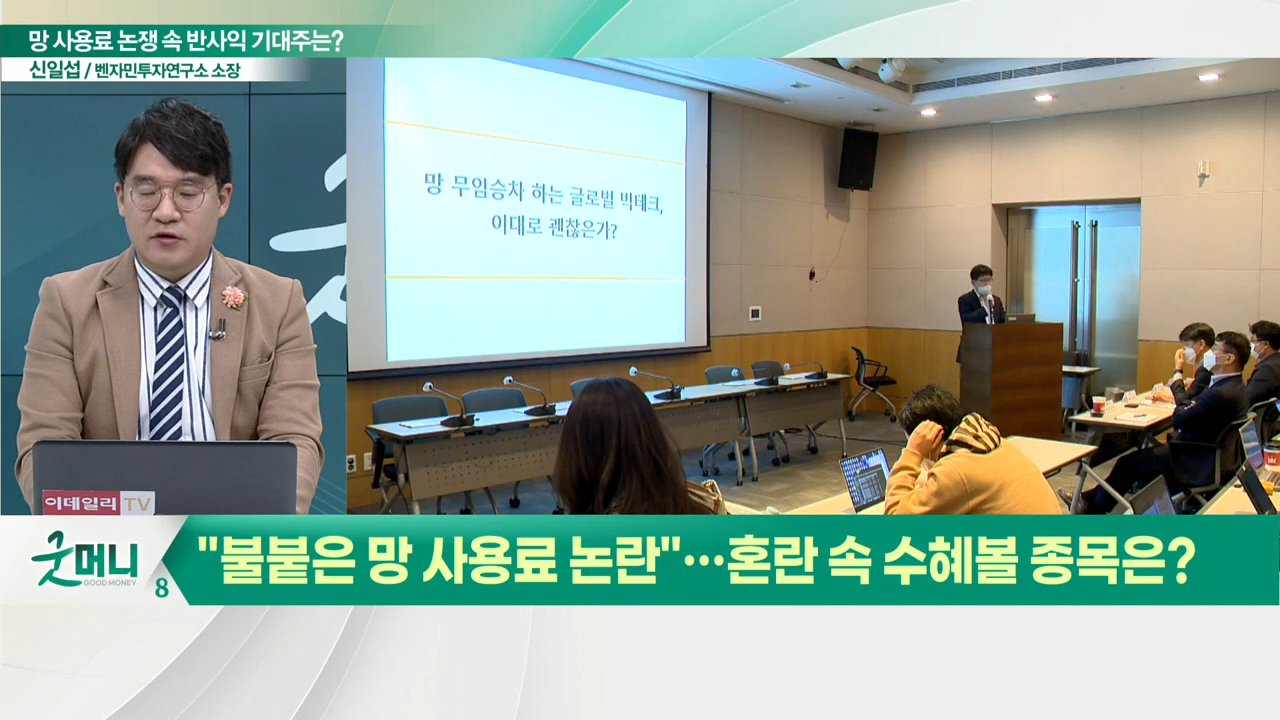 망 사용료 논쟁 속 반사익 기대주는?
신일섭 / 벤자민투자연구소 소장
망 무임승차 하는 글로벌 빅테크,
이대로 괜찮은가?
이데일리 TV
굿머니
GOOD MONEY
8
"불붙은 망 사용료 논란"…혼란 속 수혜볼 종목은?